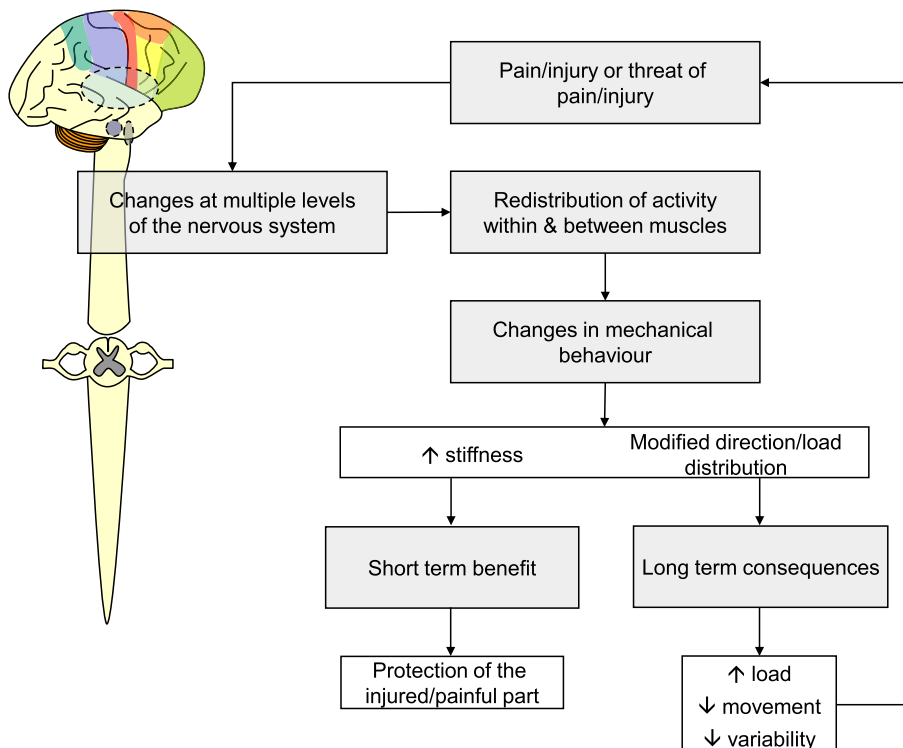 Pain/injury or threat of
pain/injury
Changes at multiple levels
of the nervous system
Redistribution of activity
within & between muscles
Changes in mechanical
behaviour
↑ stiffness
Modified direction/load
distribution
Short term benefit
Long term consequences
Protection of the
injured/painful part
↑ load
↓ movement
↓ variability